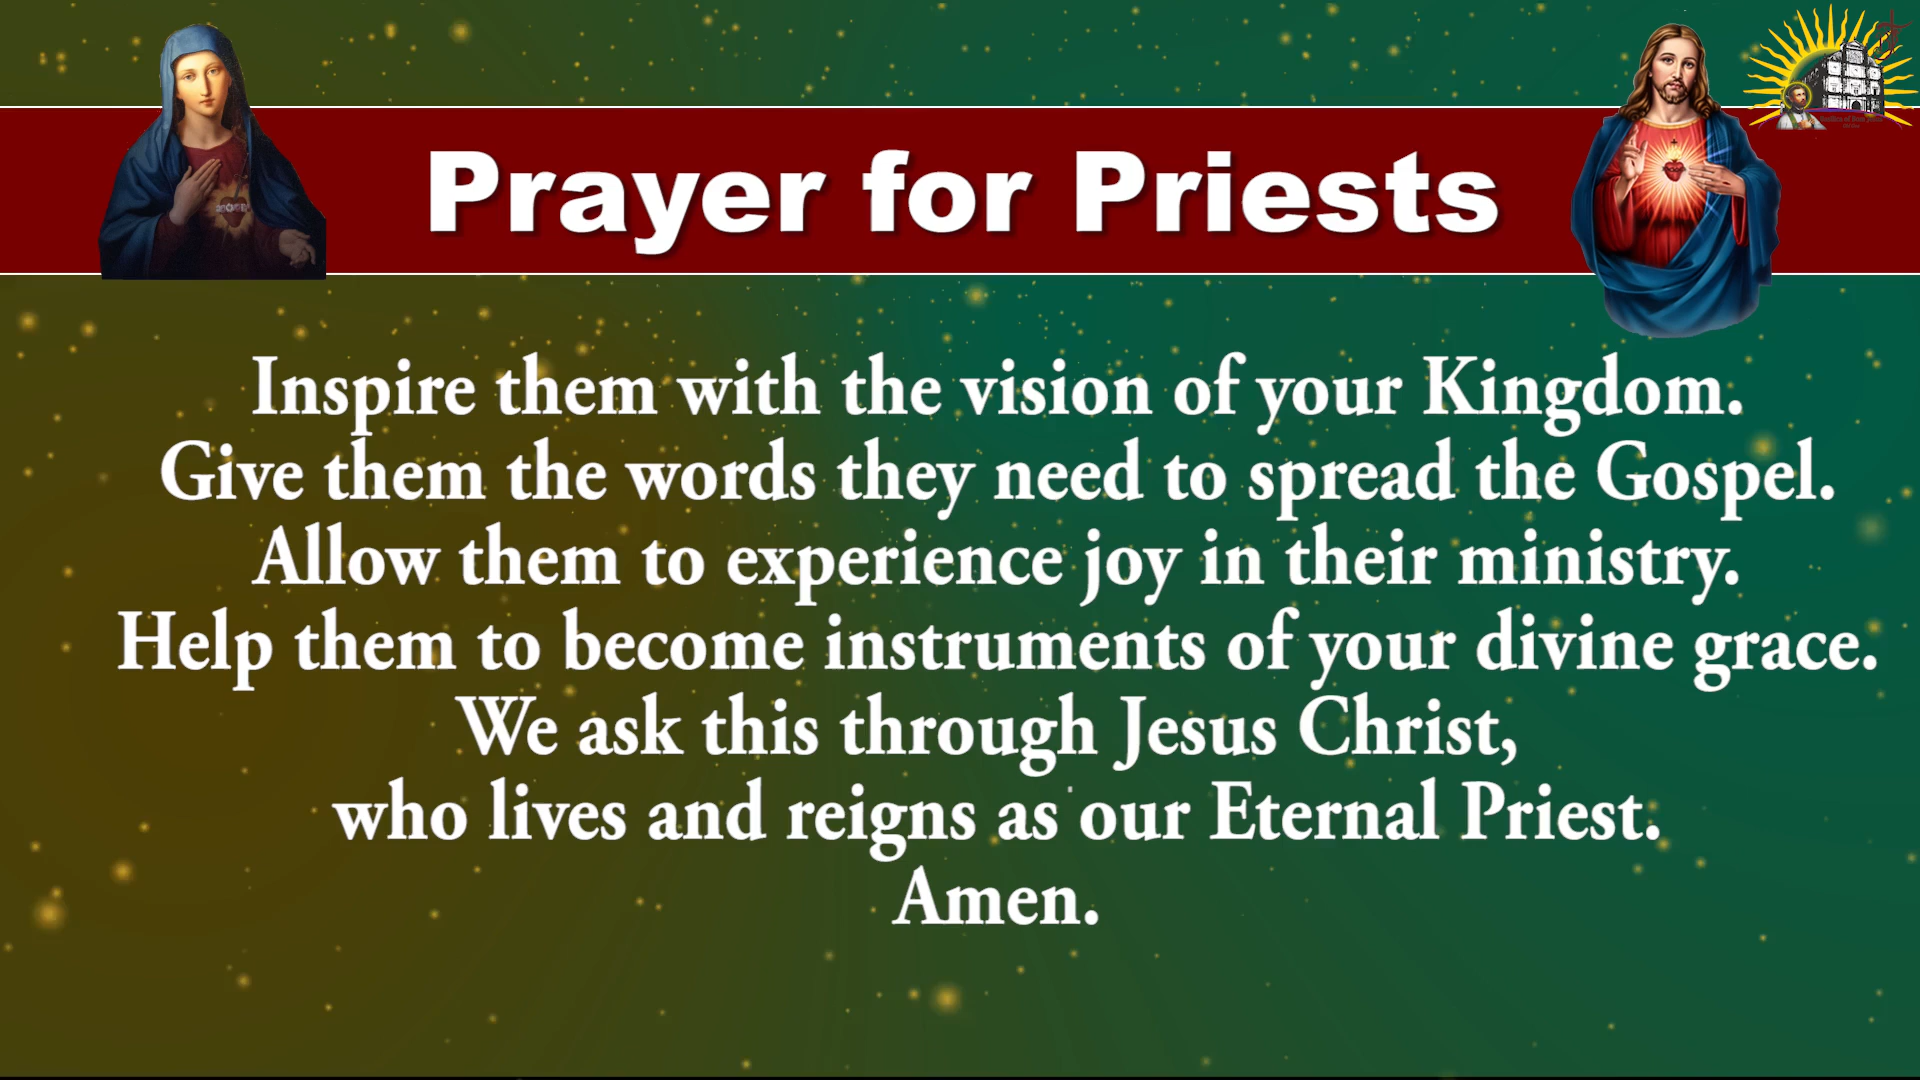 Prayer for Priests
Inspire them with the vision of your Kingdom.
Give them the words they need to spread the Gospel.
Allow them to experience joy in their ministry.
Help them to become instruments of your divine grace.
We ask this through Jesus Christ,
who lives and reigns as our Eternal Priest.
Amen.